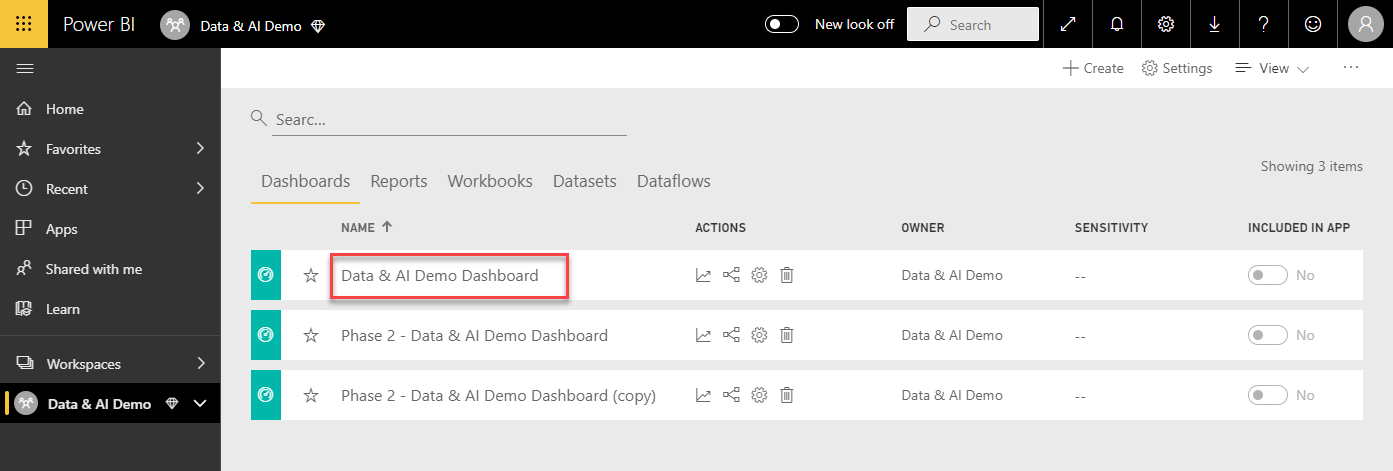 Power BI Data & AI Demo New look off Search ?
Create Settings View ...
Home
Favorites
Recent
Apps
Shared with me
Learn
Workspaces
Data & AI Demo
Searc...
Showing 3 items
Dashboards Reports Workbooks Datasets Dataflows
NAME ACTIONS OWNER SENSITIVITY INCLUDED IN APP
Data & AI Demo Dashboard Data & AI Demo -- No
Phase 2 - Data & AI Demo Dashboard Data & AI Demo -- No
Phase 2 - Data & AI Demo Dashboard (copy) Data & AI Demo -- No